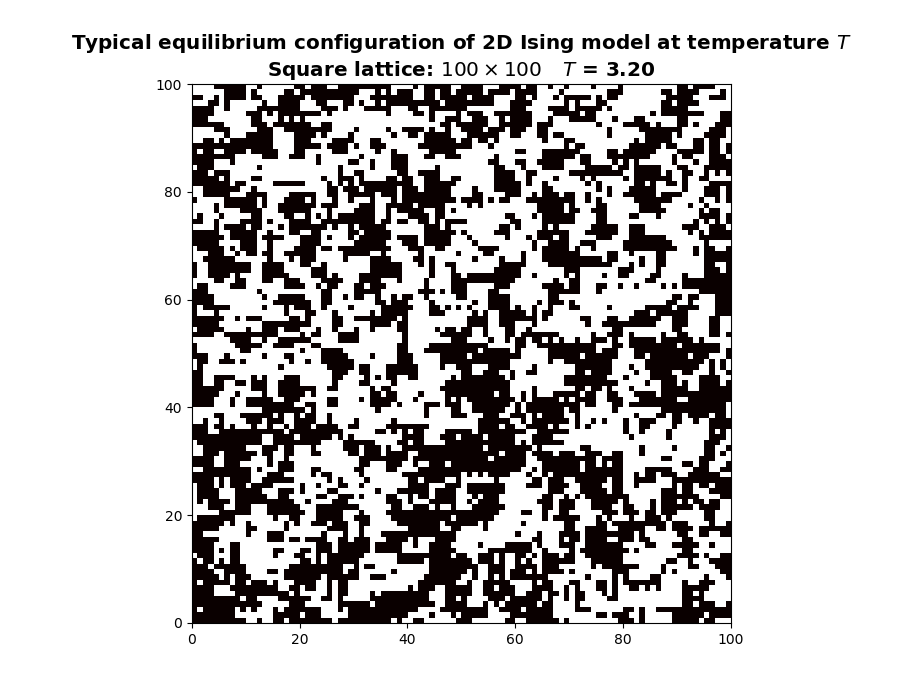 Typical equilibrium configuration of 2D Ising model at temperature T
Square lattice: 100 × 100 T = 3.20
100
80
60
40
20
0
0 20 40 60 80 100